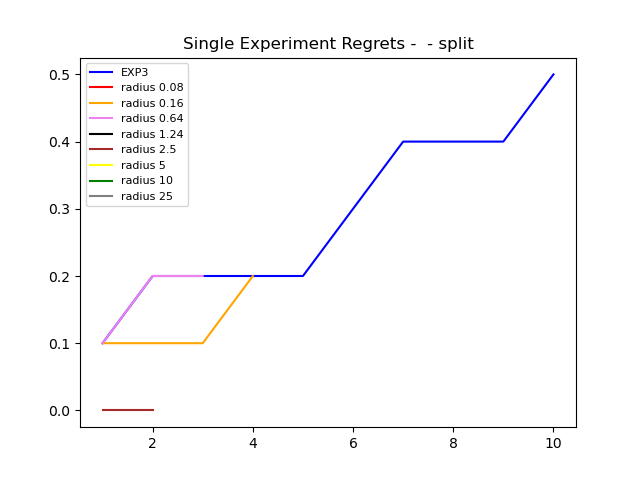 Single Experiment Regrets -  - split
EXP3
radius 0.08
radius 0.16
radius 0.64
radius 1.24
radius 2.5
radius 5
radius 10
radius 25
0.5
0.4
0.3
0.2
0.1
0.0
2 4 6 8 10